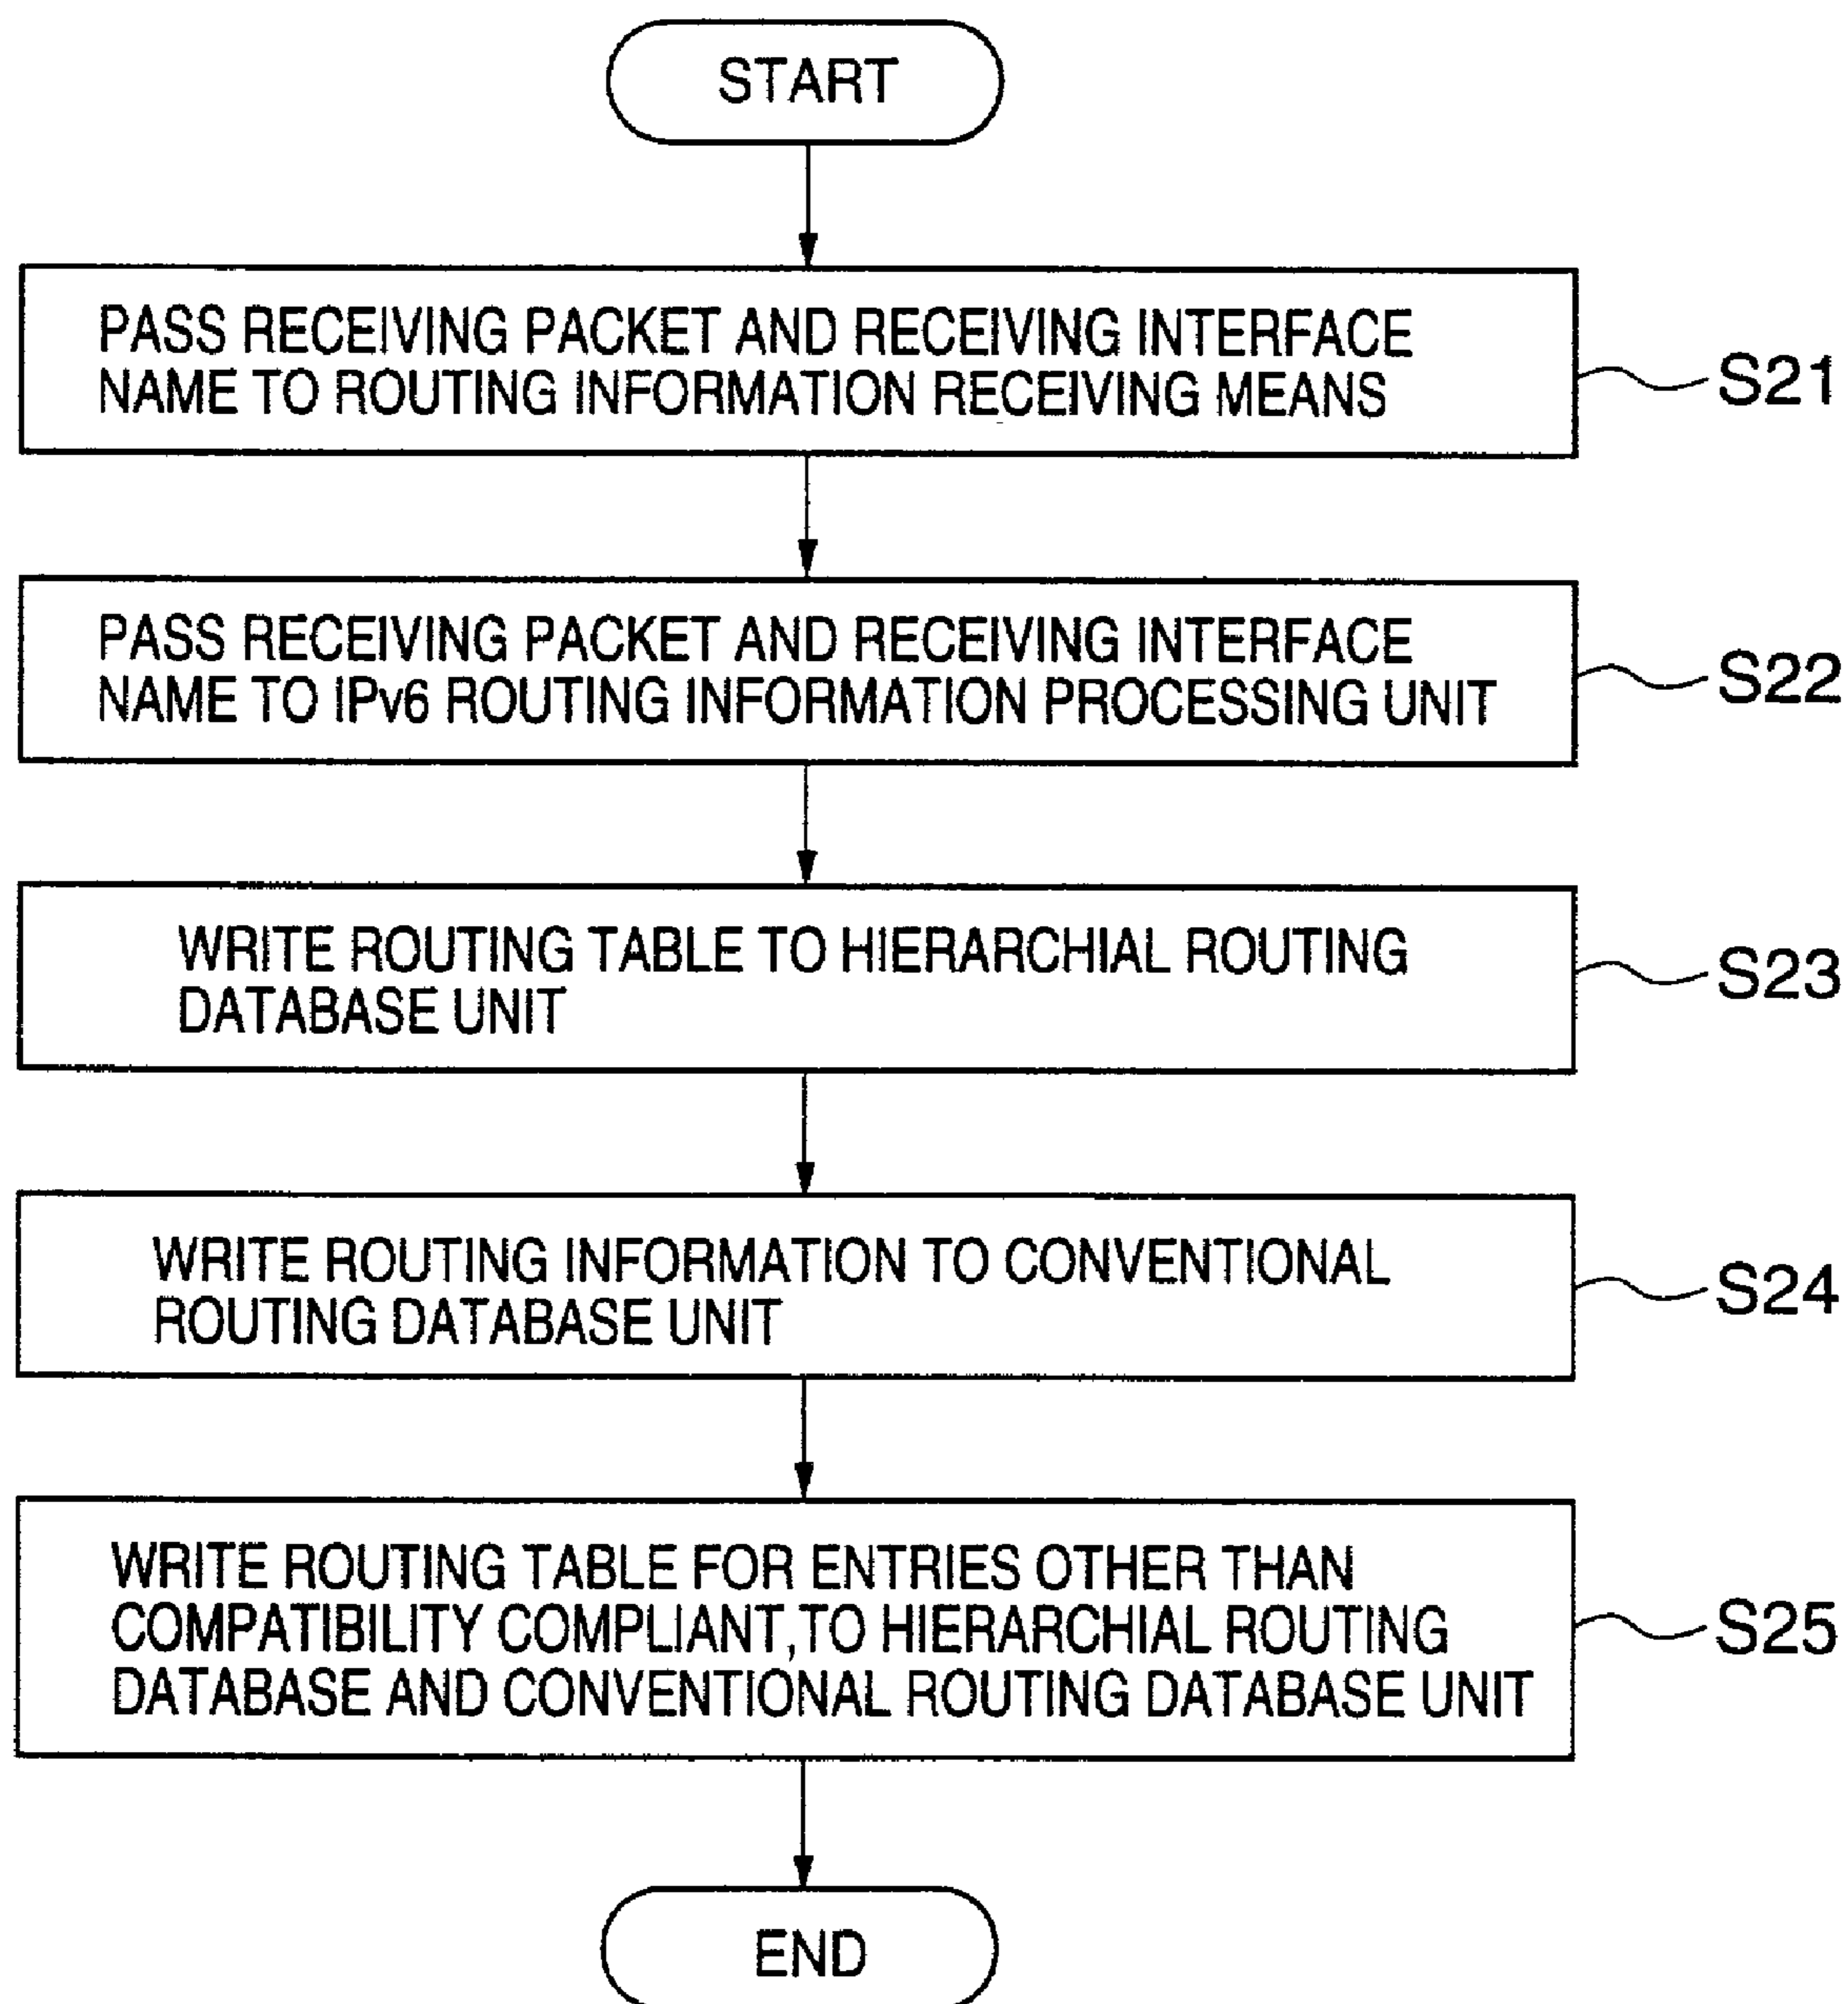 START
PASS RECEIVING PACKET AND RECEIVING INTERFACE
NAME TO ROUTING INFORMATION RECEIVING MEANS
S21
PASS RECEIVING PACKET AND RECEIVING INTERFACE
NAME TO IPv6 ROUTING INFORMATION PROCESSING UNIT
S22
WRITE ROUTING TABLE TO HIERARCHIAL ROUTING
DATABASE UNIT
S23
WRITE ROUTING INFORMATION TO CONVENTIONAL
ROUTING DATABASE UNIT
S24
WRITE ROUTING TABLE FOR ENTRIES OTHER THAN
COMPATIBILITY COMPLIANT,TO HIERARCHIAL ROUTING
DATABASE AND CONVENTIONAL ROUTING DATABASE UNIT
S25
END